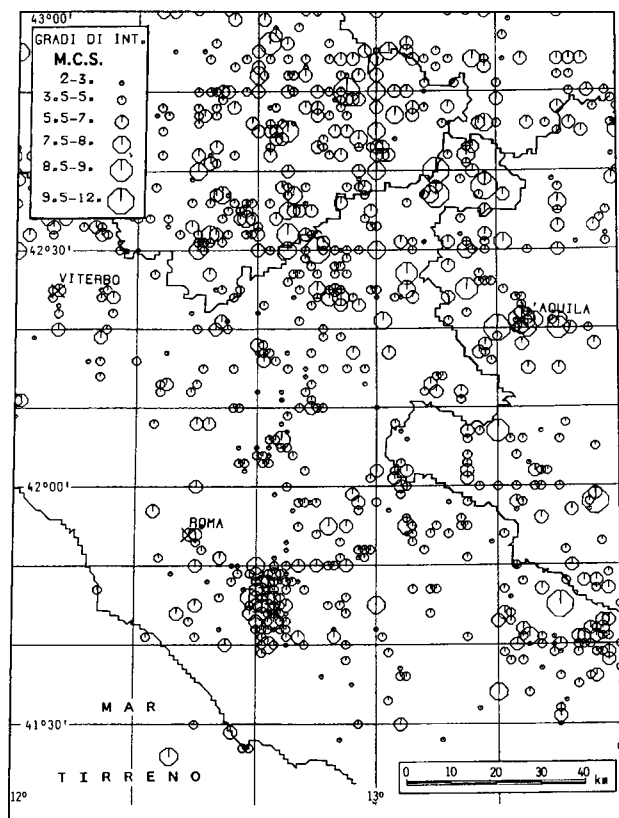 43°00'
GRADI DI INT.
M.C.S.
2-3.
3.5-5.
5.5-7.
7.5-8.
8.5-9.
9.5-12.
42°30'
VITERBO
'AQUILA
42°00'
ROMA
41°30'
MAR
TIRRENO
0 10 20 30 40
km
12° 13°